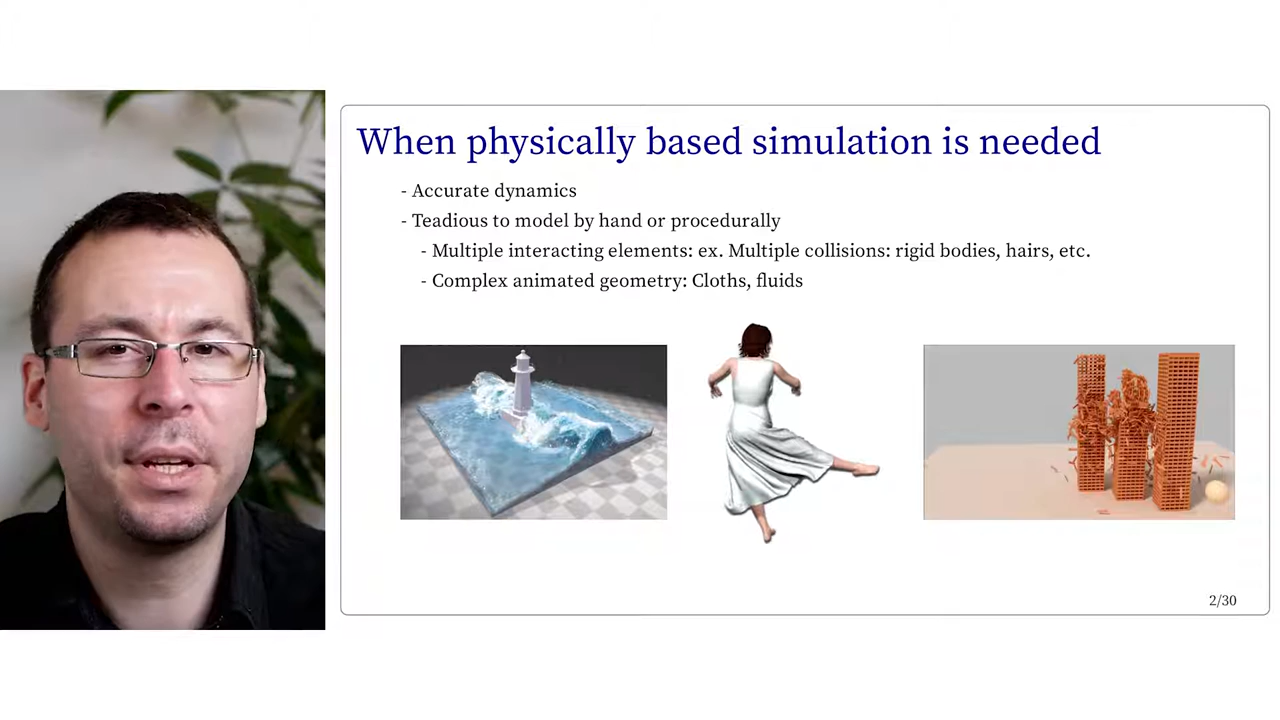 When physically based simulation is needed
- Accurate dynamics
- Teadious to model by hand or procedurally
- Multiple interacting elements: ex. Multiple collisions: rigid bodies, hairs, etc.
- Complex animated geometry: Cloths, fluids
2/30